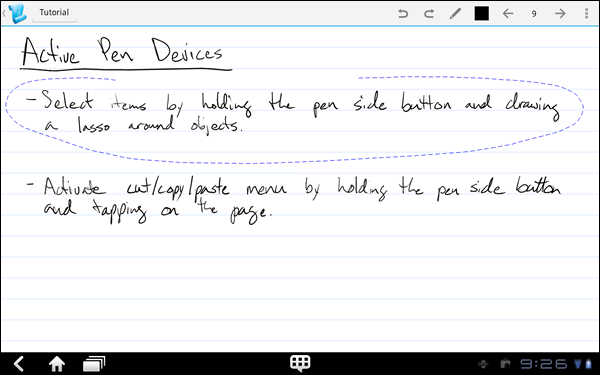 Tutorial
9
Active Pen Devices
- Select items by holding the pen side button and drawing
a lasso around objects.
- Activate cut/copy/paste menu by holding the pen side button
and tapping on the page.
9:26